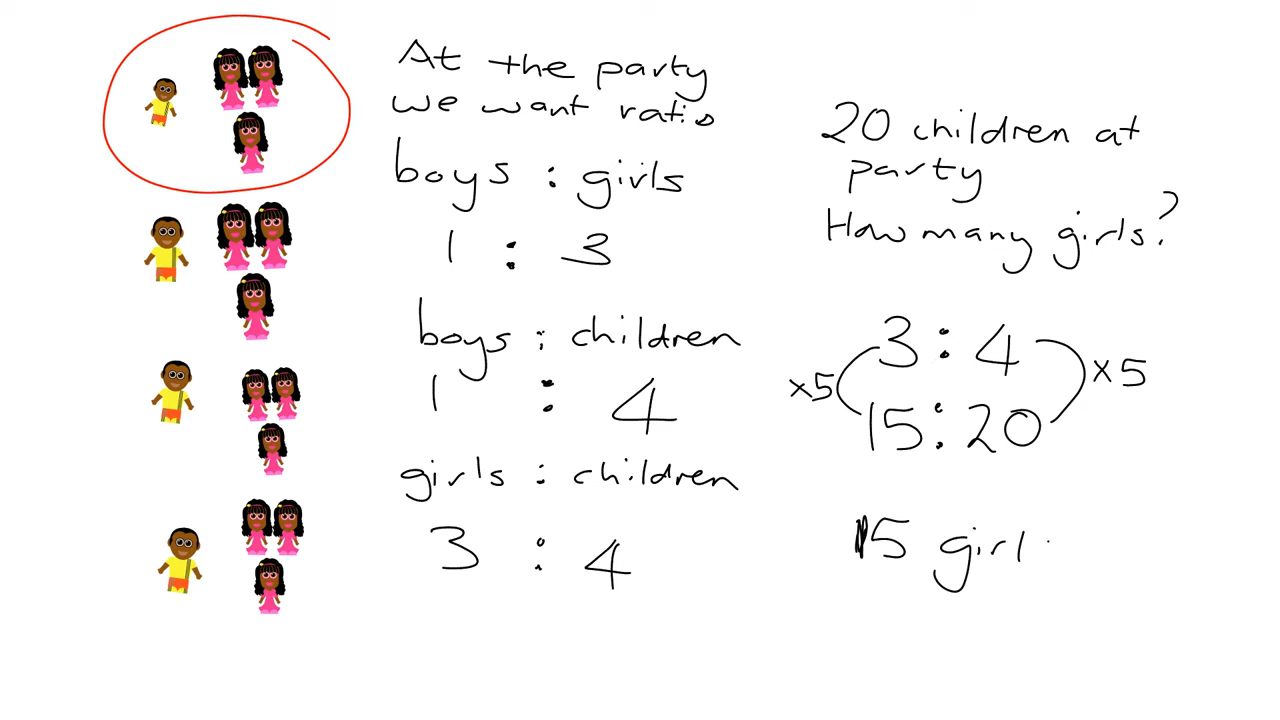 At the party
we want ratio
boys : girls
1 : 3
boys : children
1 : 4
girls : children
3 : 4
20 children at
party
How many girls?
3 : 4
×5 ×5
15 : 20
15 girl